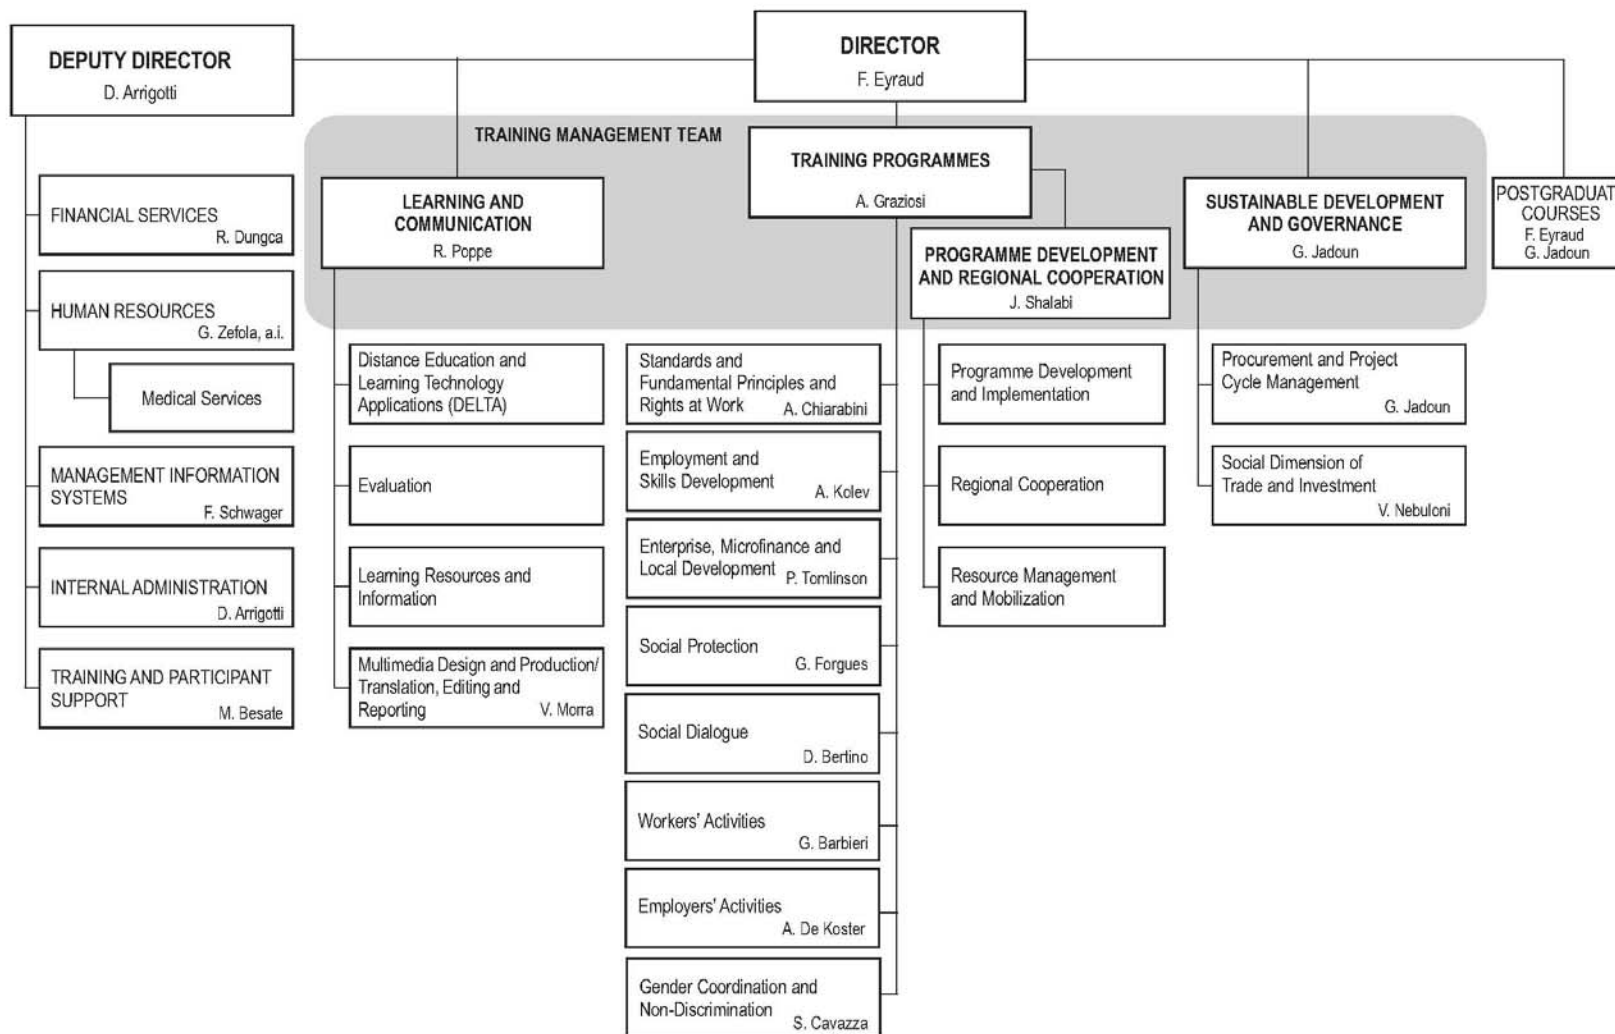 DEPUTY DIRECTOR
D. Arrigotti
DIRECTOR
F. Eyraud
TRAINING MANAGEMENT TEAM
FINANCIAL SERVICES
R. Dungca
HUMAN RESOURCES
G. Zefola, a.i.
Medical Services
MANAGEMENT INFORMATION
SYSTEMS
F. Schwager
INTERNAL ADMINISTRATION
D. Arrigotti
TRAINING AND PARTICIPANT
SUPPORT
M. Besate
LEARNING AND
COMMUNICATION
R. Poppe
Distance Education and
Learning Technology
Applications (DELTA)
Evaluation
Learning Resources and
Information
Multimedia Design and Production/
Translation, Editing and
Reporting
V. Morra
TRAINING PROGRAMMES
A. Graziosi
Standards and
Fundamental Principles and
Rights at Work
A. Chiarabini
Employment and
Skills Development
A. Kolev
Enterprise, Microfinance and
Local Development
P. Tomlinson
Social Protection
G. Forgues
Social Dialogue
D. Bertino
Workers' Activities
G. Barbieri
Employers' Activities
A. De Koster
Gender Coordination and
Non-Discrimination
S. Cavazza
PROGRAMME DEVELOPMENT
AND REGIONAL COOPERATION
J. Shalabi
Programme Development
and Implementation
Regional Cooperation
Resource Management
and Mobilization
SUSTAINABLE DEVELOPMENT
AND GOVERNANCE
G. Jadoun
Procurement and Project
Cycle Management
G. Jadoun
Social Dimension of
Trade and Investment
V. Nebuloni
POSTGRADUAT
COURSES
F. Eyraud
G. Jadoun